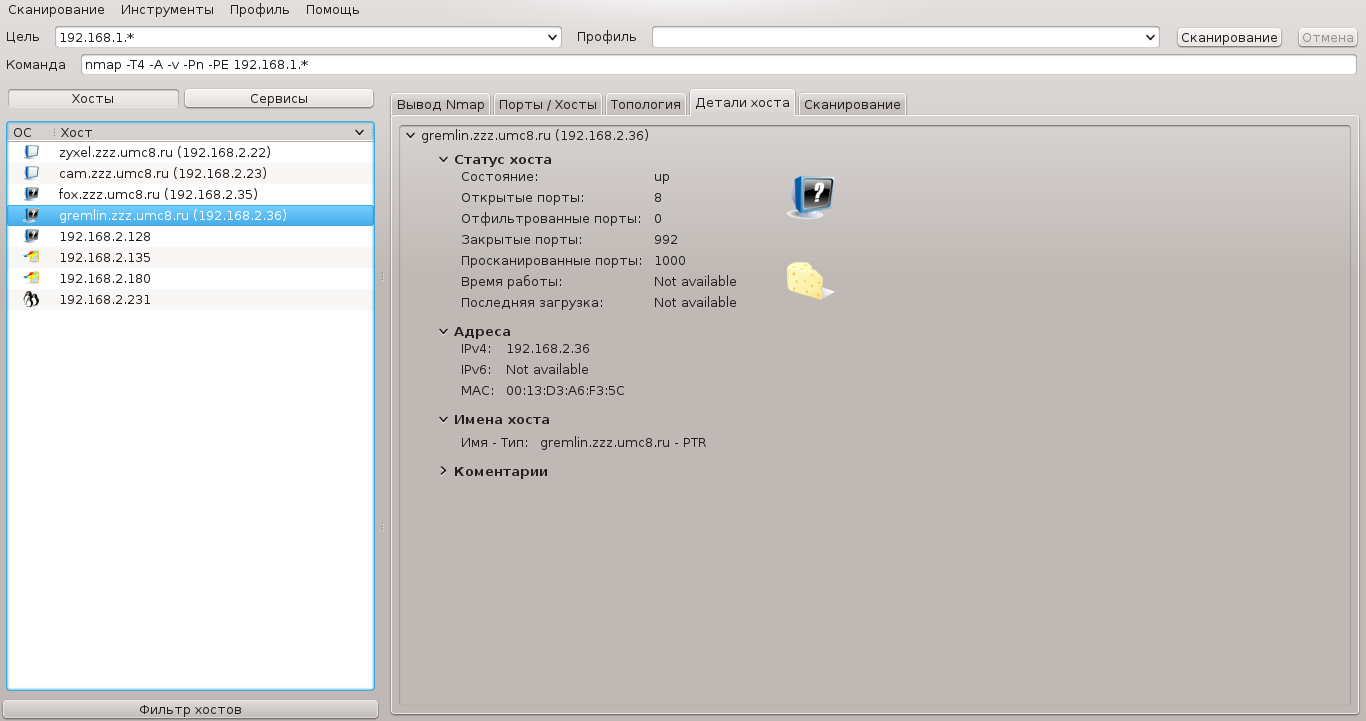 Сканирование Инструменты Профиль Помощь
Цель 192.168.1.* Профиль Сканирование Отмена
Команда nmap -T4 -A -v -Pn -PE 192.168.1.*
Хосты Сервисы
ОС Хост
zyxel.zzz.umc8.ru (192.168.2.22)
cam.zzz.umc8.ru (192.168.2.23)
fox.zzz.umc8.ru (192.168.2.35)
gremlin.zzz.umc8.ru (192.168.2.36)
192.168.2.128
192.168.2.135
192.168.2.180
192.168.2.231
Фильтр хостов
Вывод Nmap Порты / Хосты Топология Детали хоста Сканирование
gremlin.zzz.umc8.ru (192.168.2.36)
Статус хоста
Состояние: up
Открытые порты: 8
Отфильтрованные порты: 0
Закрытые порты: 992
Просканированные порты: 1000
Время работы: Not available
Последняя загрузка: Not available
Адреса
IPv4: 192.168.2.36
IPv6: Not available
MAC: 00:13:D3:A6:F3:5C
Имена хоста
Имя - Тип: gremlin.zzz.umc8.ru - PTR
Коментарии